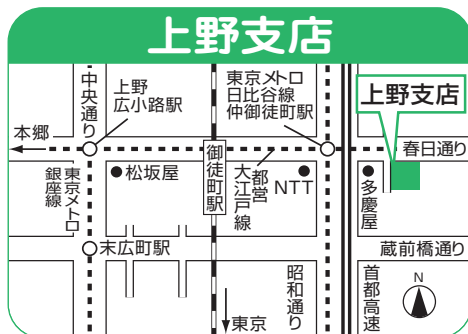 上野支店
中央通り
上野
広小路駅
東京メトロ
日比谷線
仲御徒町駅
上野支店
本郷
春日通り
東京メトロ
銀座線
松坂屋
御徒町駅
都営
大江戸線
NTT
多慶屋
末広町駅
蔵前橋通り
昭和通り
首都高速
N
東京